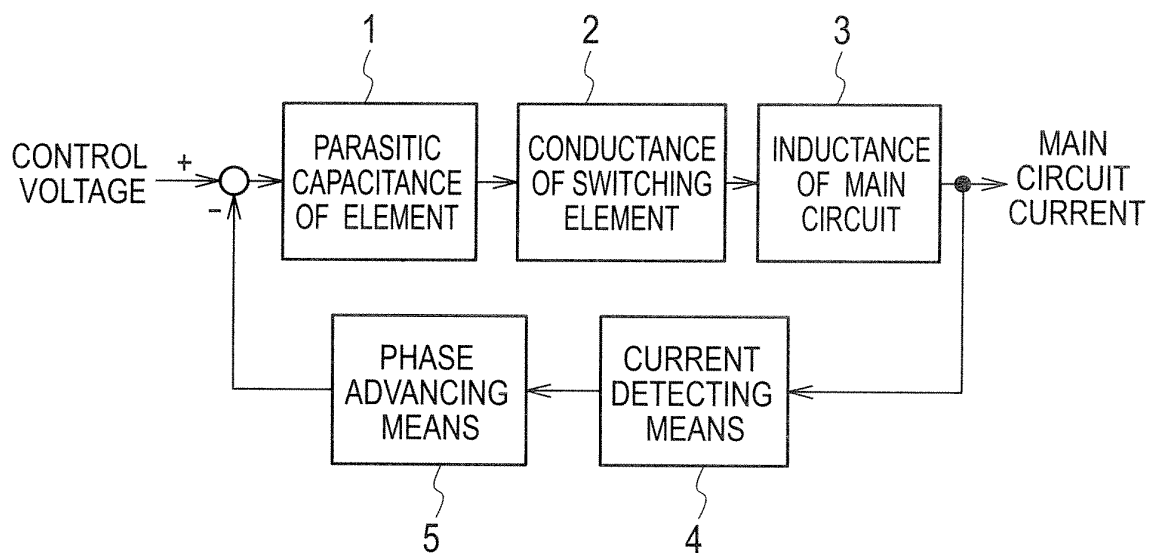 1
2
3
CONTROL
VOLTAGE
+
-
PARASITIC
CAPACITANCE
OF ELEMENT
CONDUCTANCE
OF SWITCHING
ELEMENT
INDUCTANCE
OF MAIN
CIRCUIT
MAIN
CIRCUIT
CURRENT
PHASE
ADVANCING
MEANS
CURRENT
DETECTING
MEANS
5
4